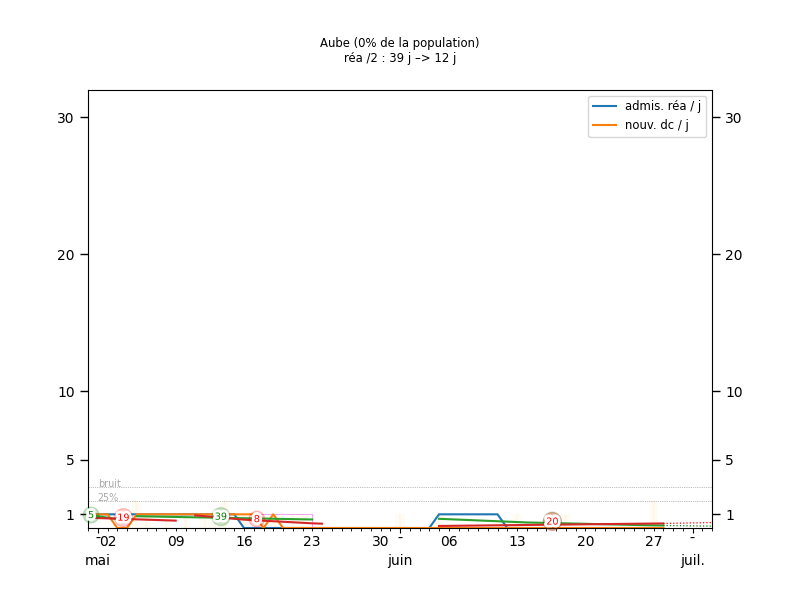 Aube (0% de la population)
réa /2 : 39 j –> 12 j
admis. réa / j
nouv. dc / j
30 30
20 20
10 10
5 5
bruit
25%
1 1
5 19 39 8 20
02 09 16 23 30 - 06 13 20 27 -
mai juin juil.